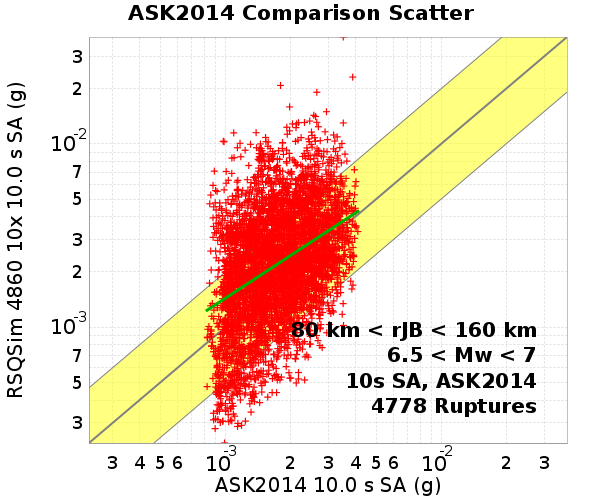 ASK2014 Comparison Scatter
RSQSim 4860 10x 10.0 s SA (g)
3
2
10-2
7
5
3
2
10-3
7
5
3
80 km < rJB < 160 km
6.5 < Mw < 7
10s SA, ASK2014
4778 Ruptures
3 4 5 6 10-3 2 3 4 5 6 10-2 2 3
ASK2014 10.0 s SA (g)